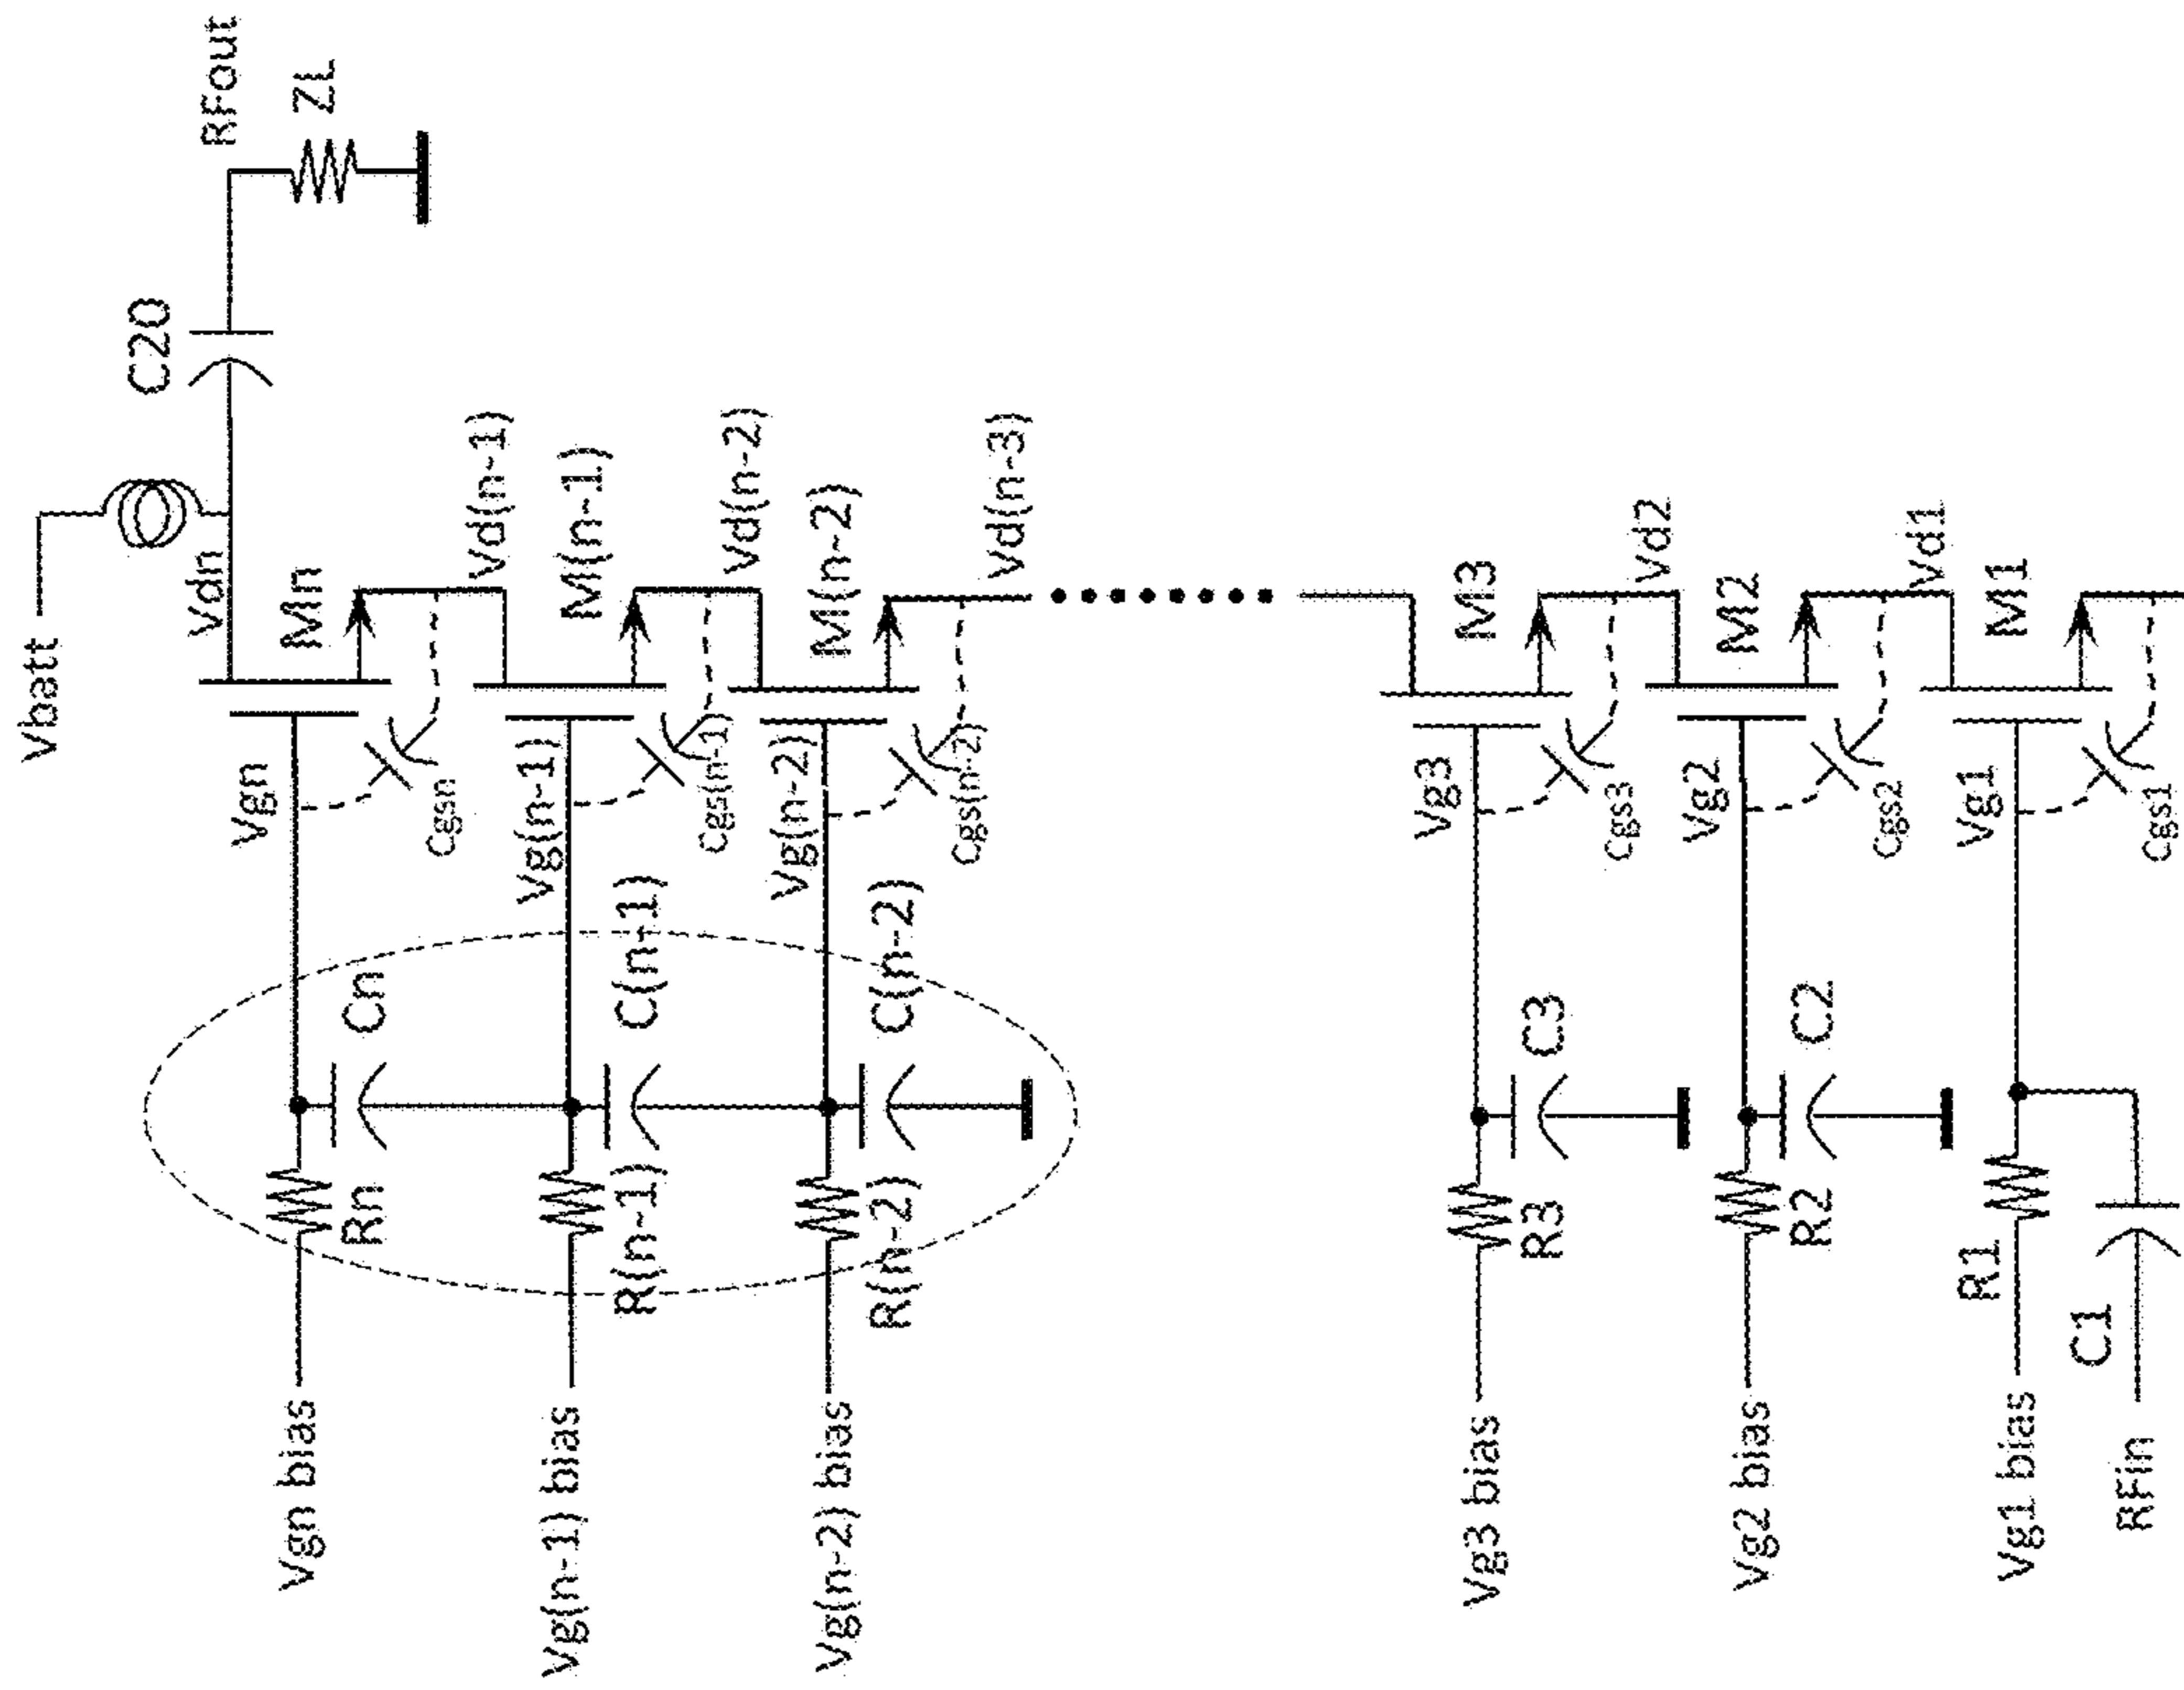 Vbatt
RFout
ZL
C20
Vdn
Mn
Vgn
Cgsn
Vd(n-1)
Cn
Rn
Vgn bias
M(n-1)
Vg(n-1)
Cgs(n-1)
Vd(n-2)
C(n-1)
R(n-1)
Vg(n-1) bias
M(n-2)
Vg(n-2)
Cgs(n-2)
Vd(n-3)
C(n-2)
R(n-2)
Vg(n-2) bias
M3
Vg3
Cgs3
Vd2
C3
R3
Vg3 bias
M2
Vg2
Cgs2
Vd1
C2
R2
Vg2 bias
M1
Vg1
Cgs1
R1
Vg1 bias
C1
RFin